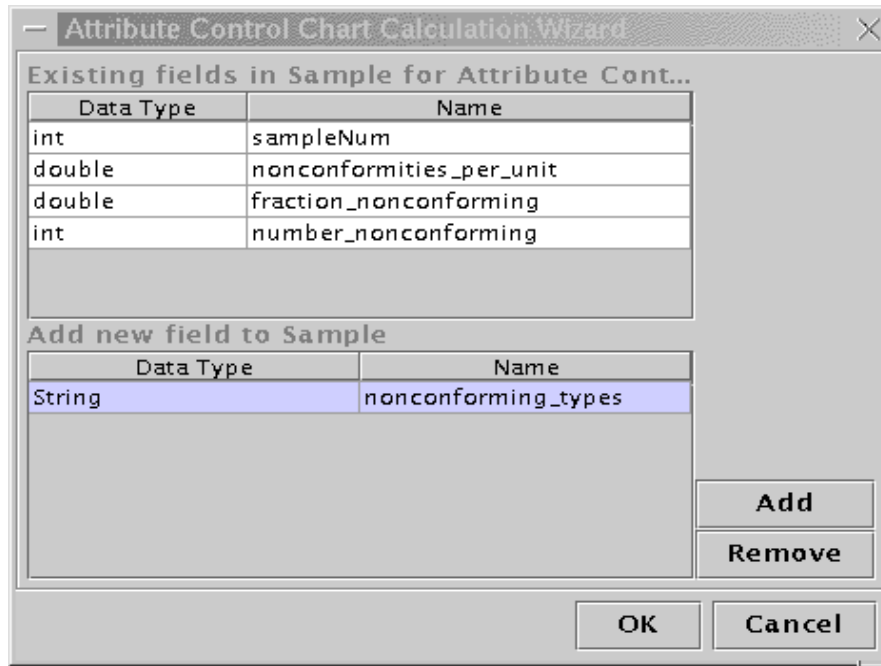 Attribute Control Chart Calculation Wizard
Existing fields in Sample for Attribute Cont...
Data Type Name
int sampleNum
double nonconformities_per_unit
double fraction_nonconforming
int number_nonconforming
Add new field to Sample
Data Type Name
String nonconforming_types
Add
Remove
OK Cancel